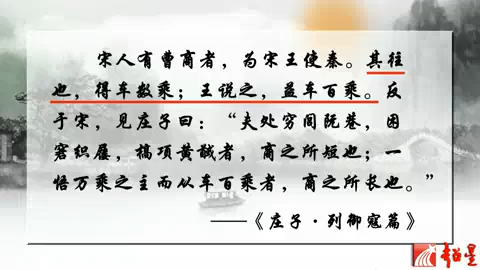 宋人有曹商者，为宋王使秦。其往
也，得车数乘；王说之，益车百乘。反
于宋，见庄子曰：“夫处穷间阨巷，困
窘织屦，槁项黄馘者，商之所短也；一
悟万乘之主而从车百乘者，商之所长也。”
——《庄子·列御寇篇》
超星